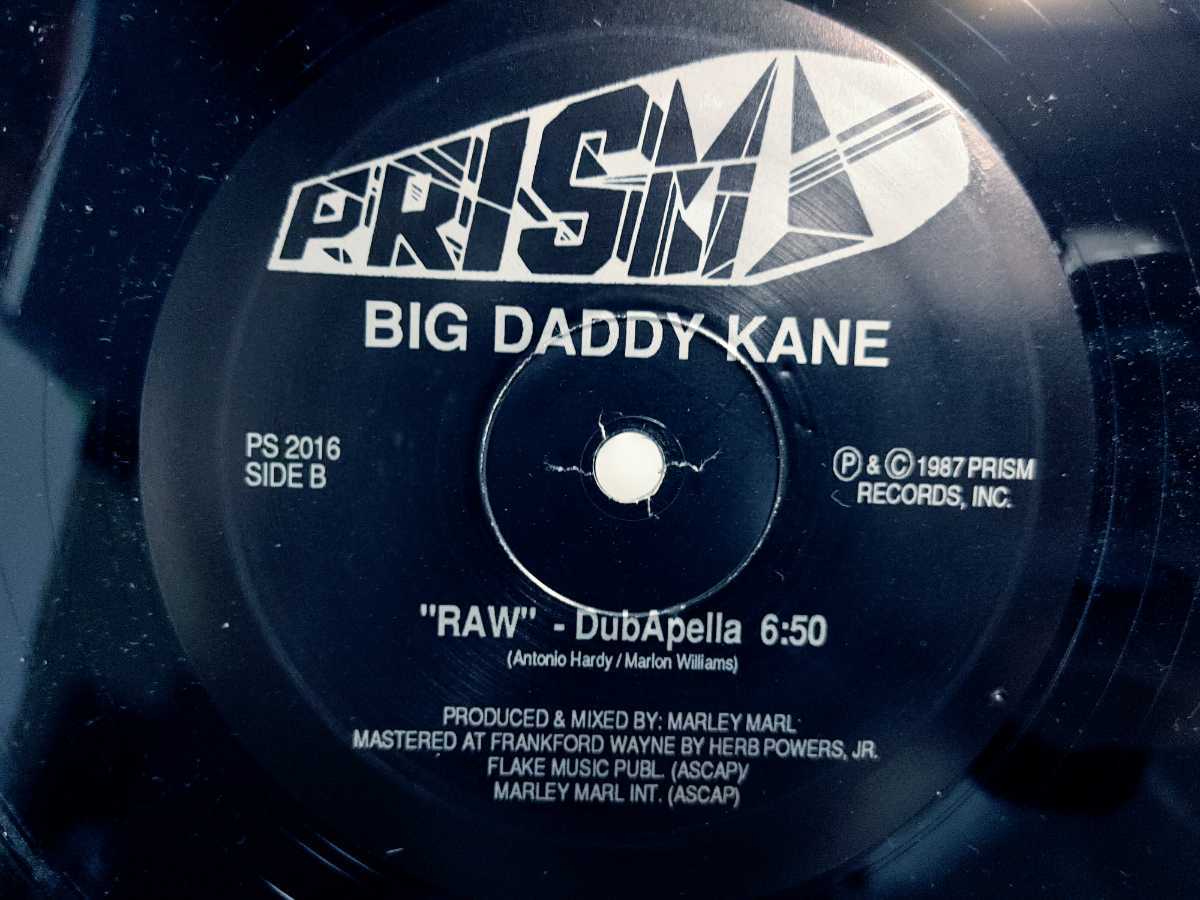 PRISM
BIG DADDY KANE
PS 2016
SIDE B
Ⓟ & © 1987 PRISM
RECORDS, INC.
"RAW" - DubApella 6:50
(Antonio Hardy / Marlon Williams)
PRODUCED & MIXED BY: MARLEY MARL
MASTERED AT FRANKFORD WAYNE BY HERB POWERS, JR.
FLAKE MUSIC PUBL. (ASCAP)/
MARLEY MARL INT. (ASCAP)